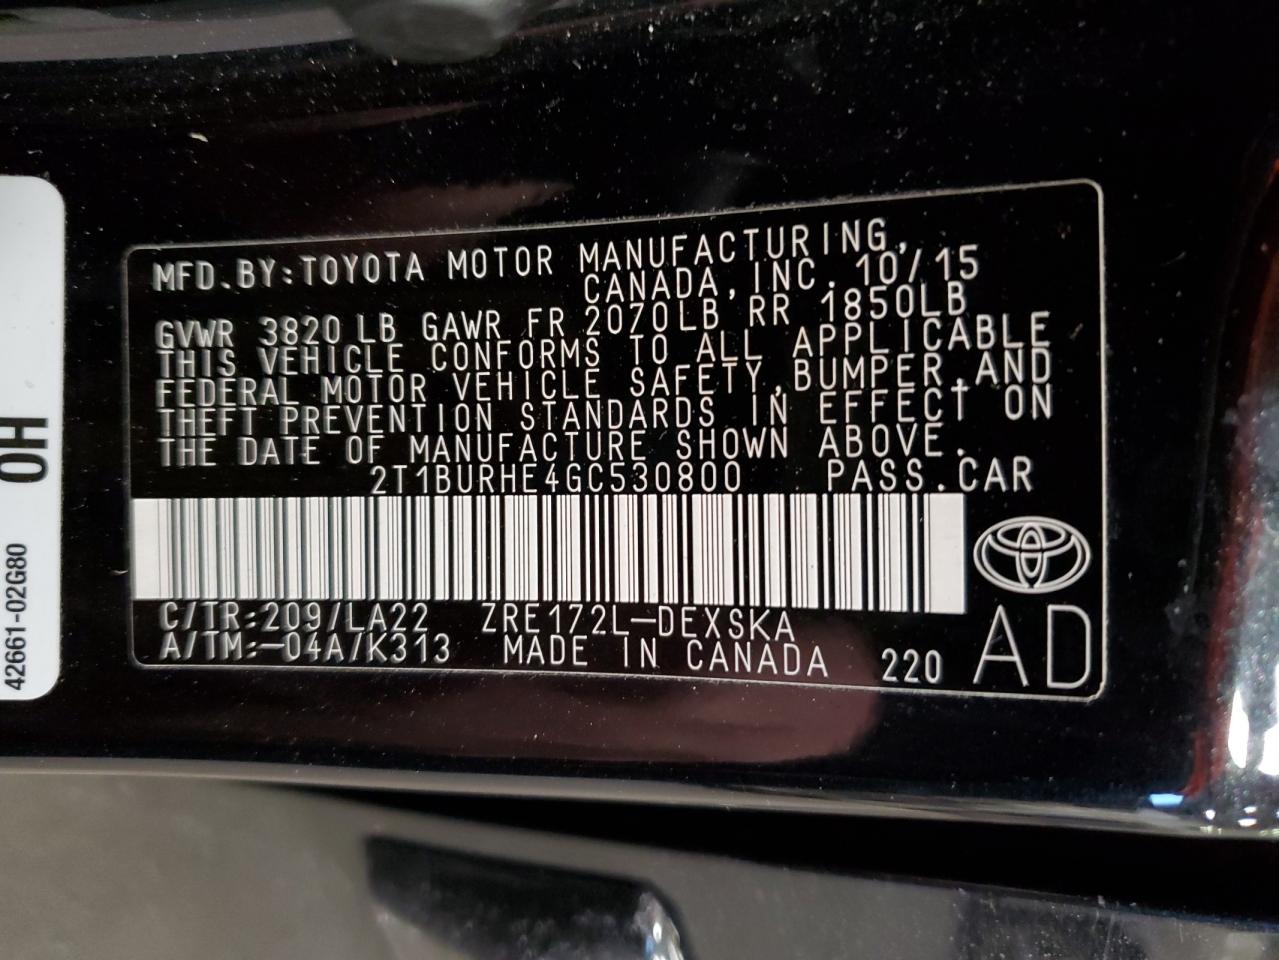 MFD.BY:TOYOTA MOTOR MANUFACTURING,
CANADA,INC. 10/15
GVWR 3820LB GAWR FR 2070LB RR 1850LB
THIS VEHICLE CONFORMS TO ALL APPLICABLE
FEDERAL MOTOR VEHICLE SAFETY,BUMPER,AND
THEFT PREVENTION STANDARDS IN EFFECT ON
THE DATE OF MANUFACTURE SHOWN ABOVE.
2T1BURHE4GC530800 PASS.CAR
C/TR:209/LA22 ZRE172L-DEXSKA
A/TM:-04A/K313 MADE IN CANADA 220 AD
0H
42661-02G80